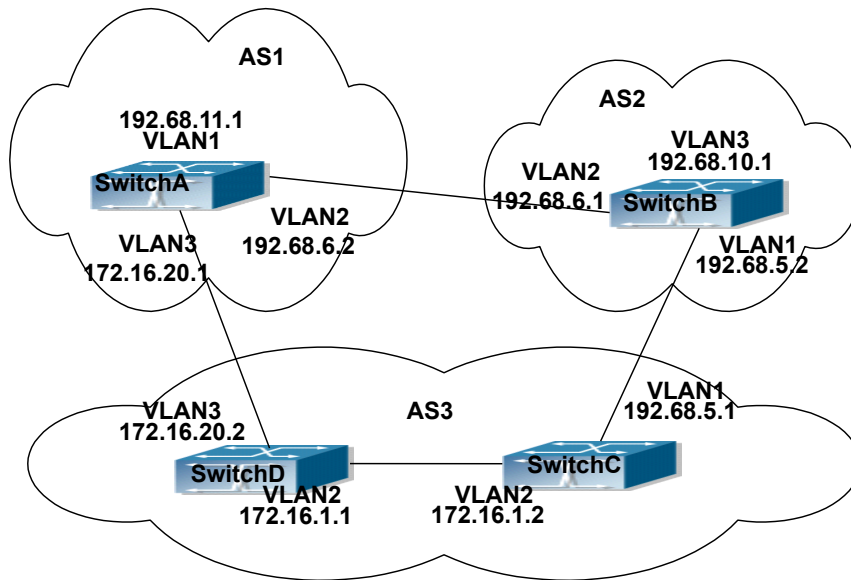 AS1
192.68.11.1
VLAN1
SwitchA
VLAN2
192.68.6.2
VLAN3
172.16.20.1
AS2
VLAN3
192.68.10.1
VLAN2
192.68.6.1
SwitchB
VLAN1
192.68.5.2
AS3
VLAN3
172.16.20.2
SwitchD
VLAN2
172.16.1.1
VLAN1
192.68.5.1
SwitchC
VLAN2
172.16.1.2